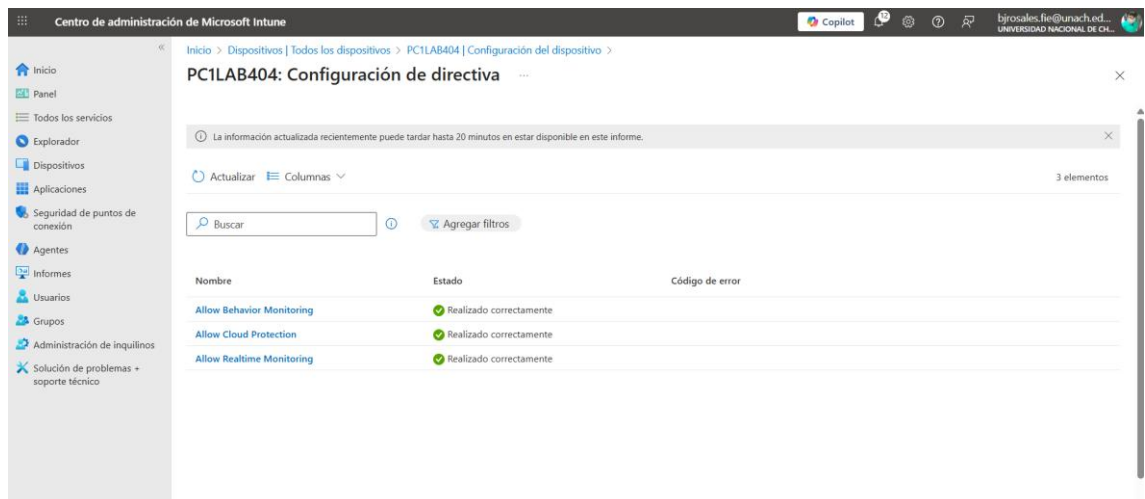 Centro de administración de Microsoft Intune
Copilot
12
bjrosales.fie@unach.ed...
UNIVERSIDAD NACIONAL DE CH...
«
Inicio > Dispositivos | Todos los dispositivos > PC1LAB404 | Configuración del dispositivo >
PC1LAB404: Configuración de directiva ...
Inicio
Panel
Todos los servicios
Explorador
Dispositivos
Aplicaciones
Seguridad de puntos de
conexión
Agentes
Informes
Usuarios
Grupos
Administración de inquilinos
Solución de problemas +
soporte técnico
La información actualizada recientemente puede tardar hasta 20 minutos en estar disponible en este informe.
Actualizar Columnas 3 elementos
Buscar Agregar filtros
Nombre Estado Código de error
Allow Behavior Monitoring Realizado correctamente
Allow Cloud Protection Realizado correctamente
Allow Realtime Monitoring Realizado correctamente